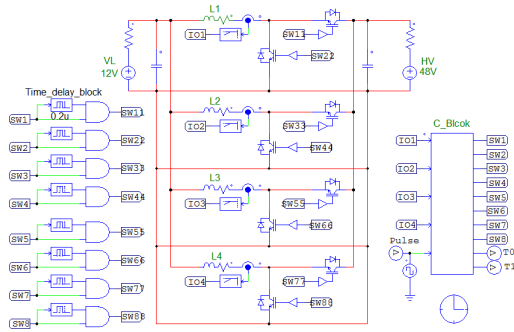 L1
IO1
SW11
SW22
VL
12V
HV
48V
Time_delay_block
0.2u
SW1
SW11
SW2
SW22
SW3
SW33
SW4
SW44
SW5
SW55
SW6
SW66
SW7
SW77
SW8
SW88
L2
IO2
SW33
SW44
L3
IO3
SW55
SW66
L4
IO4
SW77
SW88
C_Blcok
IO1
IO2
IO3
IO4
Pulse
SW1
SW2
SW3
SW4
SW5
SW6
SW7
SW8
T0
T1